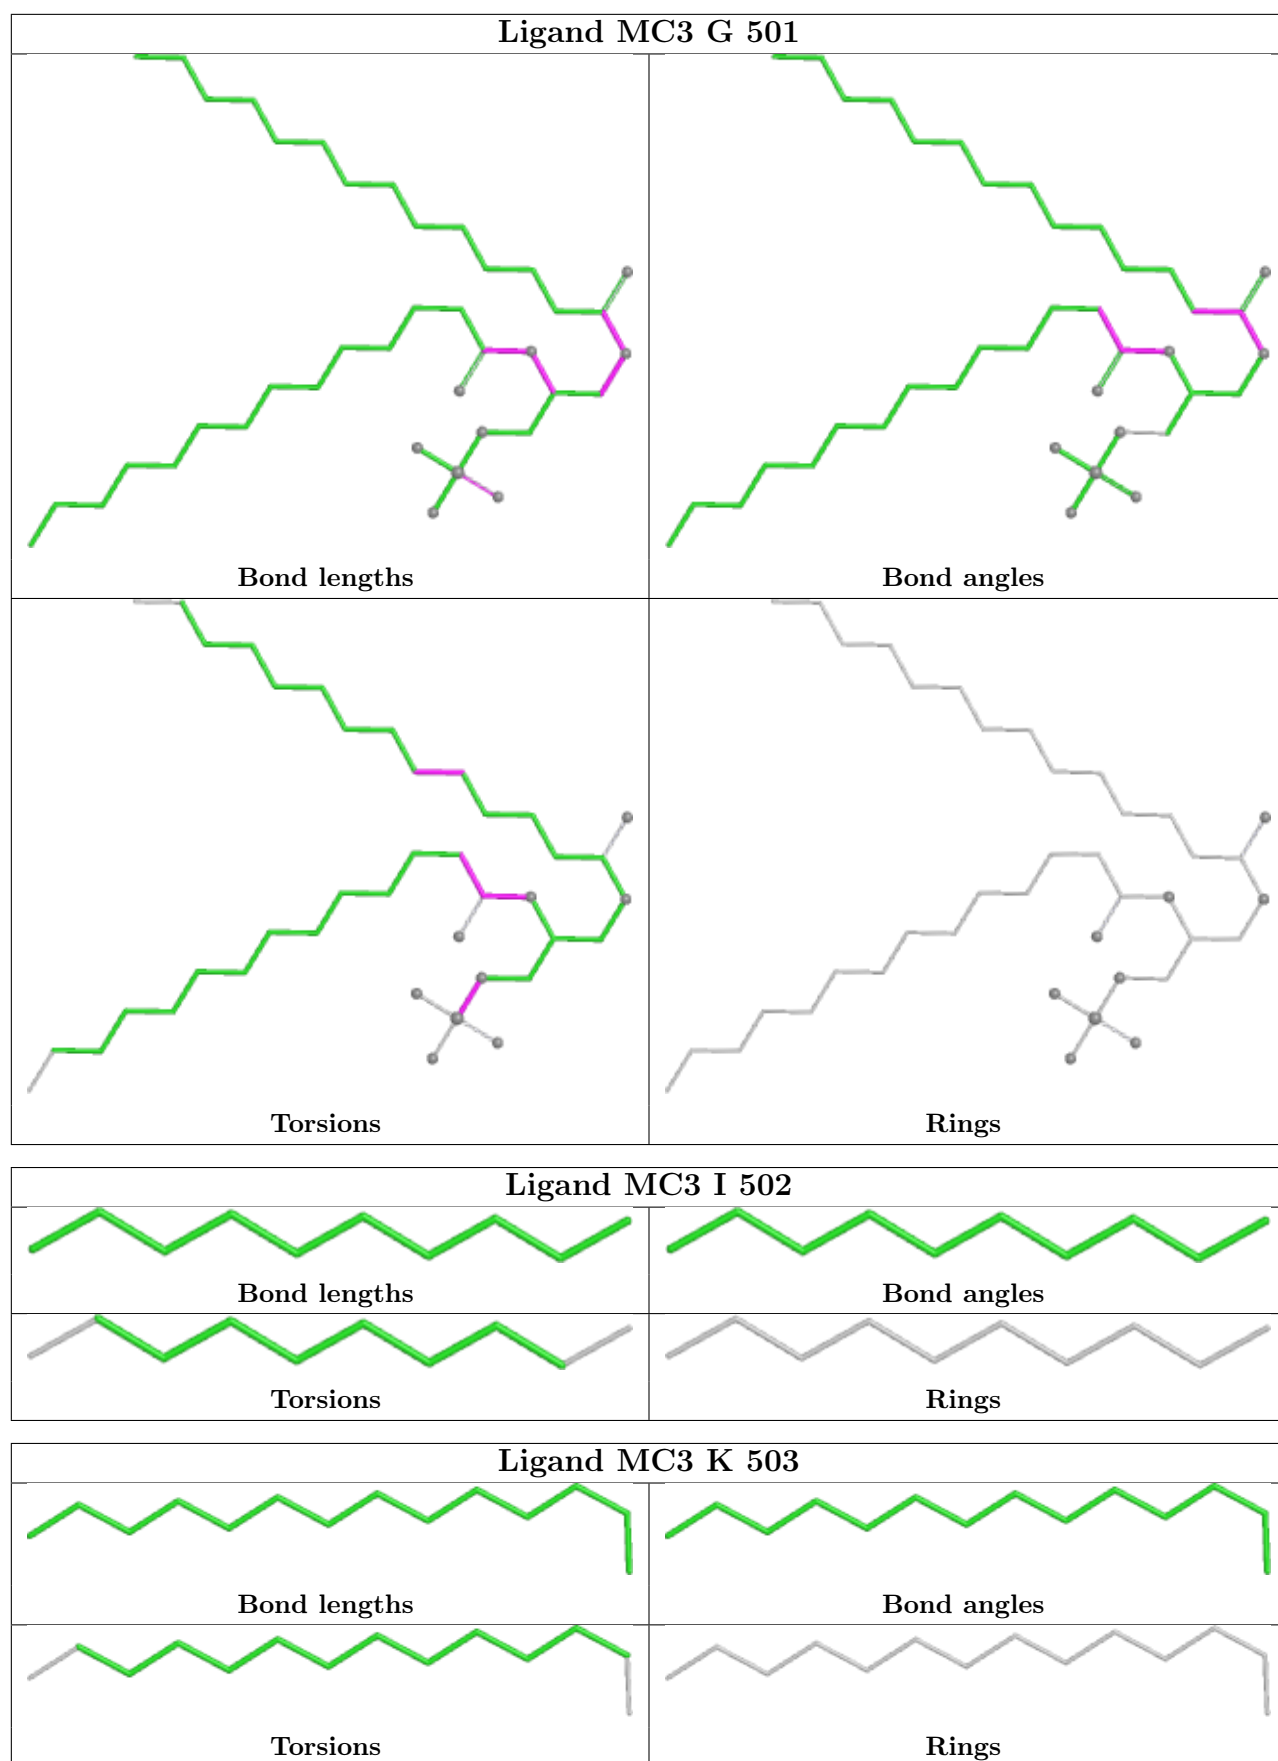 Ligand MC3 G 501
Bond lengths
Bond angles
Torsions
Rings
Ligand MC3 I 502
Bond lengths
Bond angles
Torsions
Rings
Ligand MC3 K 503
Bond lengths
Bond angles
Torsions
Rings